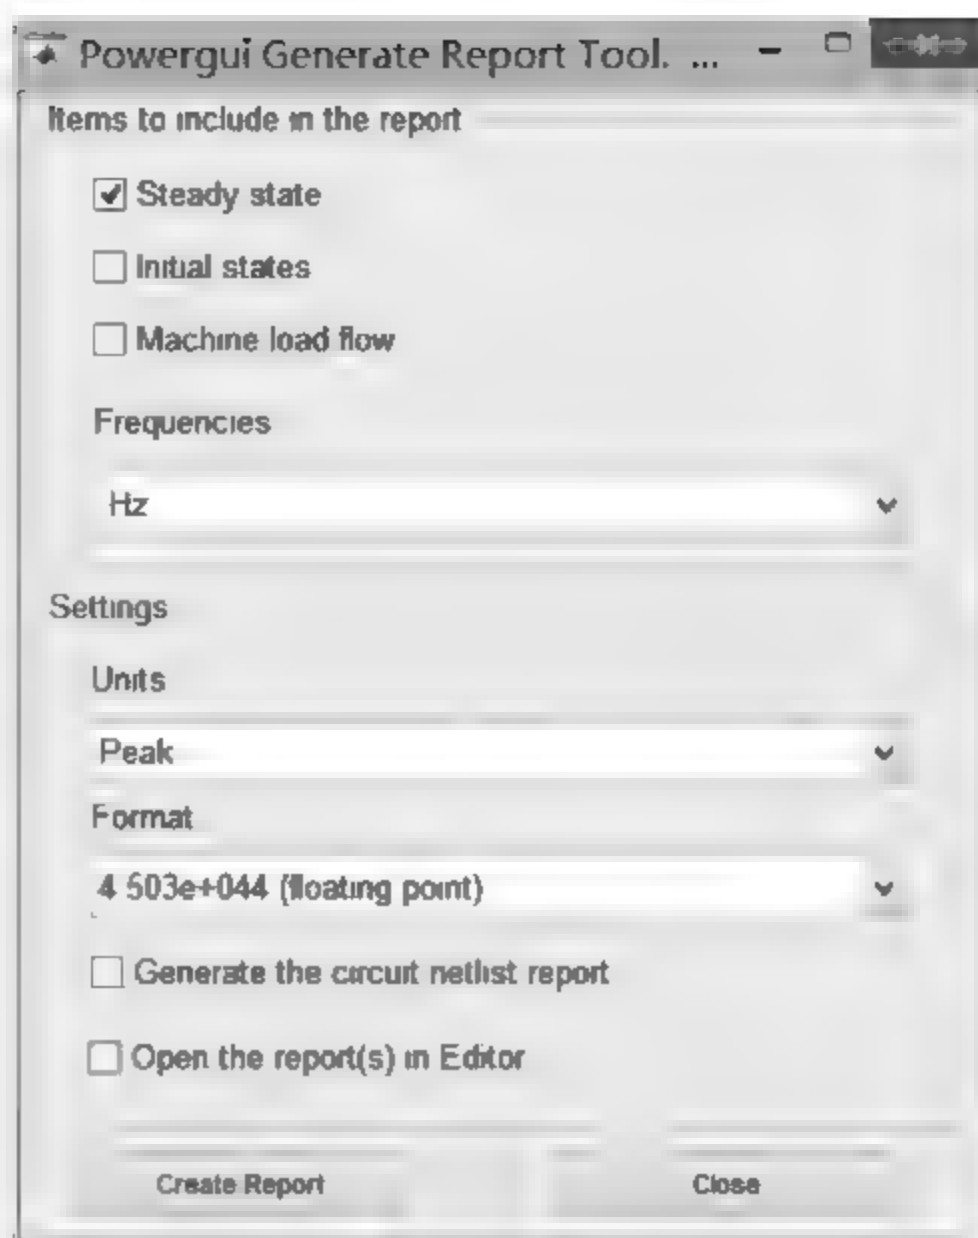 Powergui Generate Report Tool. ...
Items to include in the report
Steady state
Initial states
Machine load flow
Frequencies
Hz
Settings
Units
Peak
Format
4 503e+044 (floating point)
Generate the circuit netlist report
Open the report(s) in Editor
Create Report
Close